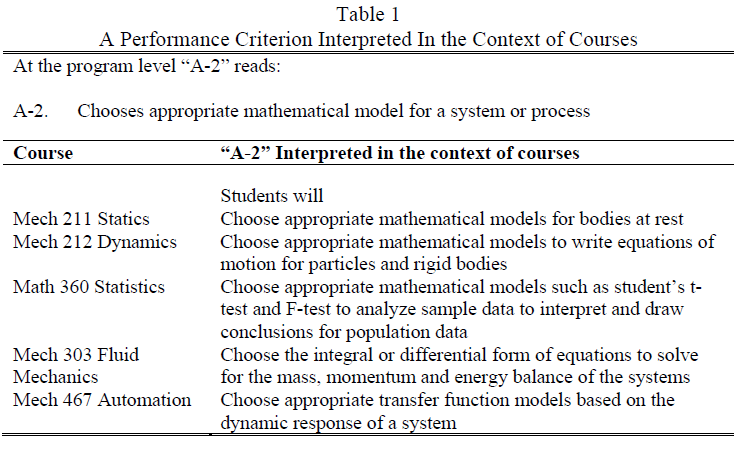 Table 1
A Performance Criterion Interpreted In the Context of Courses
At the program level “A-2” reads:
A-2. Chooses appropriate mathematical model for a system or process
Course “A-2” Interpreted in the context of courses
Students will
Mech 211 Statics Choose appropriate mathematical models for bodies at rest
Mech 212 Dynamics Choose appropriate mathematical models to write equations of
motion for particles and rigid bodies
Math 360 Statistics Choose appropriate mathematical models such as student’s t-
test and F-test to analyze sample data to interpret and draw
conclusions for population data
Mech 303 Fluid Choose the integral or differential form of equations to solve
Mechanics for the mass, momentum and energy balance of the systems
Mech 467 Automation Choose appropriate transfer function models based on the
dynamic response of a system